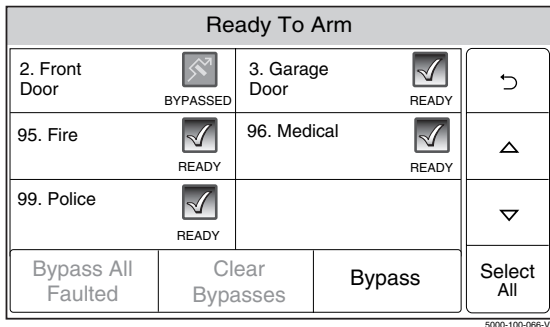 Ready To Arm
2. Front
Door
BYPASSED
3. Garage
Door
READY
95. Fire
READY
96. Medical
READY
99. Police
READY
Bypass All
Faulted
Clear
Bypasses
Bypass
Select
All
5000-100-066-V